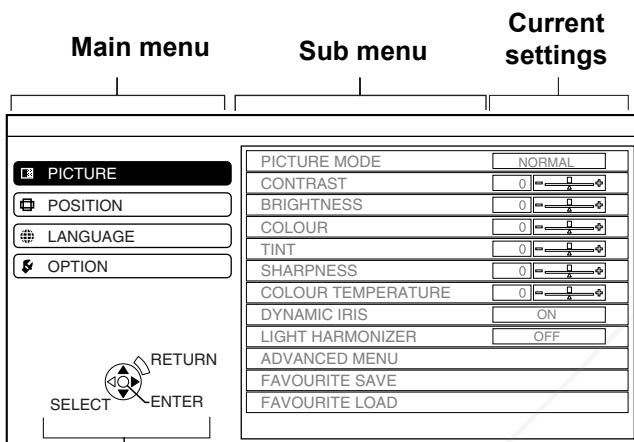 Main menu
Sub menu
Current
settings
PICTURE
POSITION
LANGUAGE
OPTION
PICTURE MODE NORMAL
CONTRAST 0
BRIGHTNESS 0
COLOUR 0
TINT 0
SHARPNESS 0
COLOUR TEMPERATURE 0
DYNAMIC IRIS ON
LIGHT HARMONIZER OFF
ADVANCED MENU
FAVOURITE SAVE
FAVOURITE LOAD
RETURN
SELECT ENTER